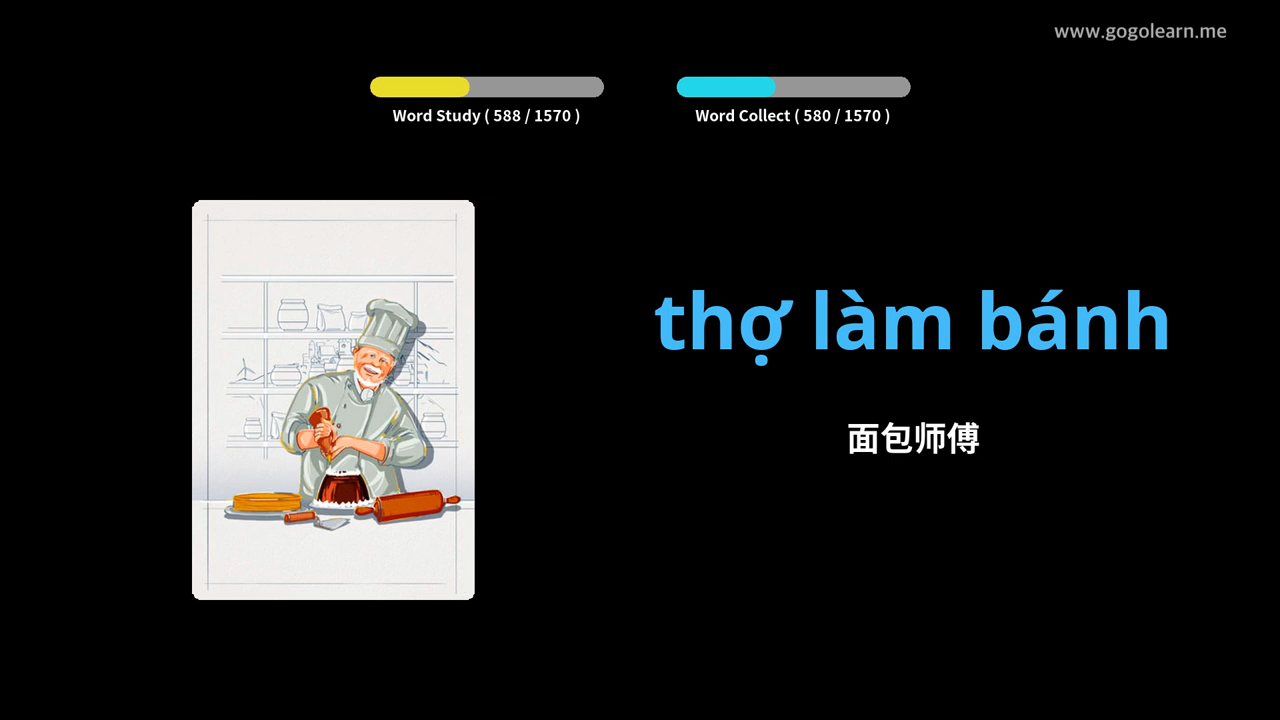 www.gogolearn.me
Word Study ( 588 / 1570 )
Word Collect ( 580 / 1570 )
thợ làm bánh
面包师傅